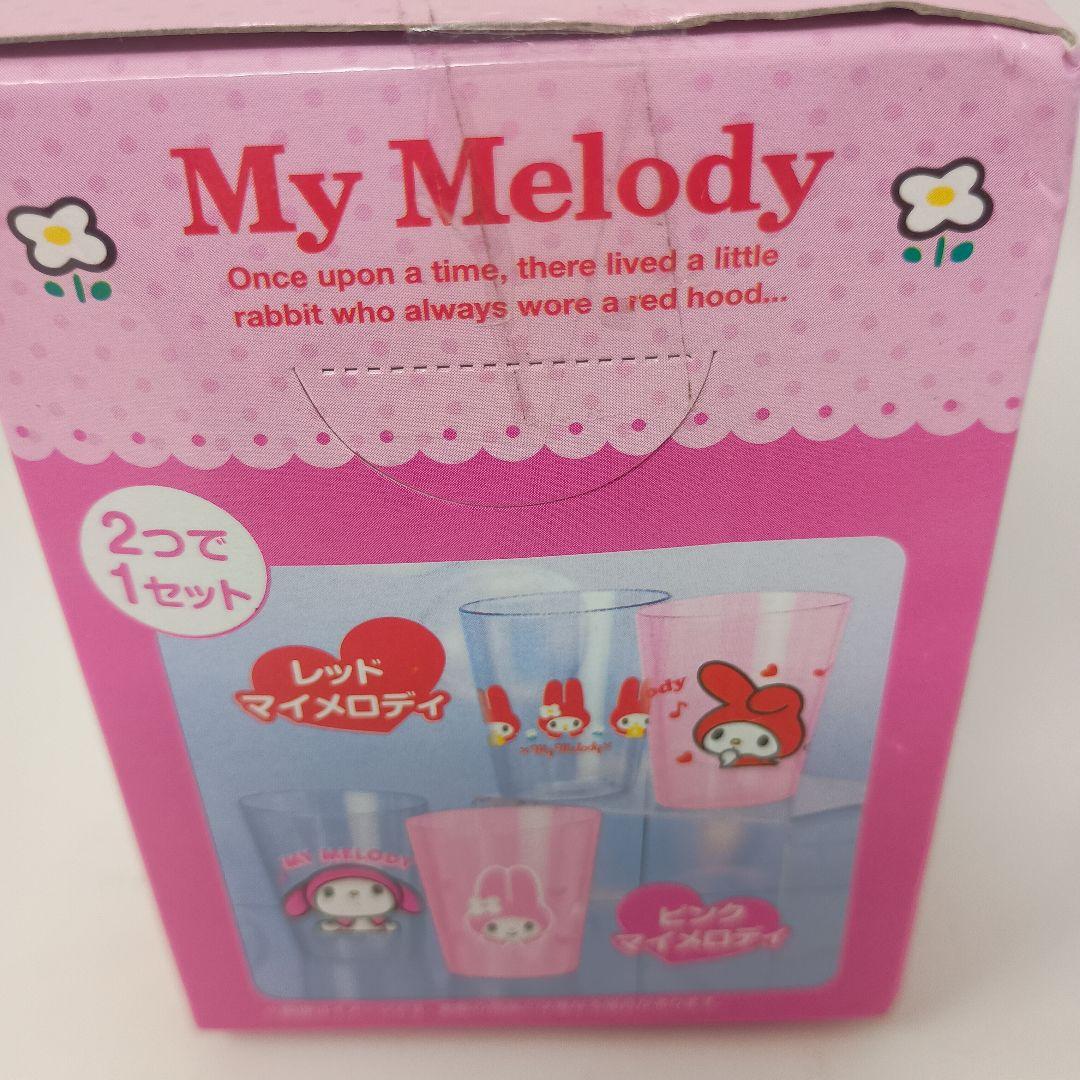 My Melody
Once upon a time, there lived a little
rabbit who always wore a red hood...
2つで
1セット
レッド
マイメロディ
ody
My Melody
MY MELODY
ピンク
マイメロディ